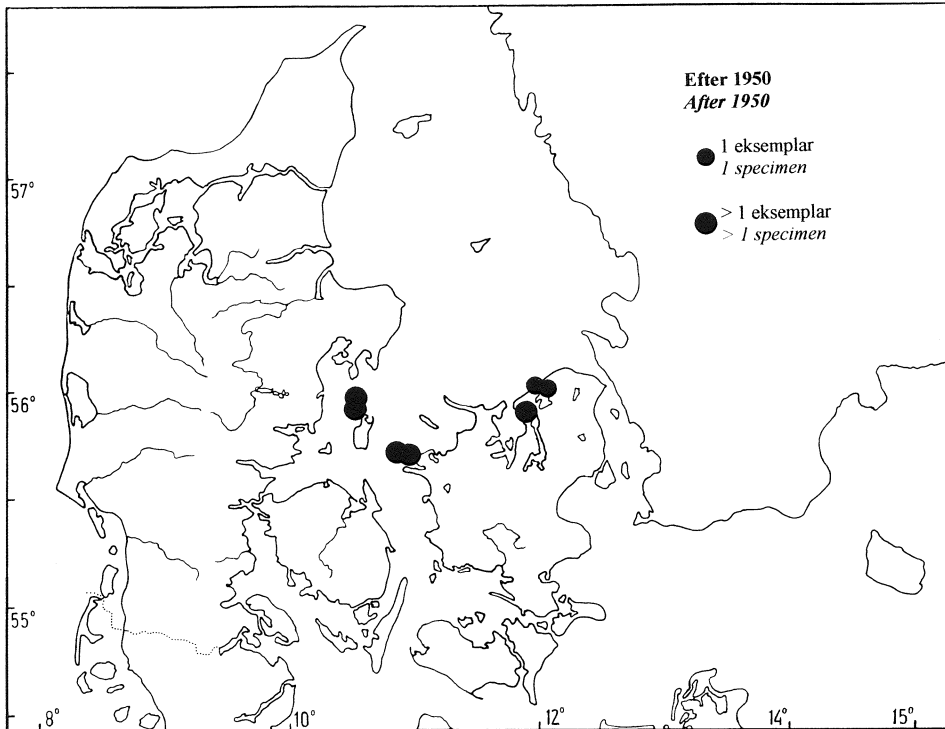 Efter 1950
After 1950
1 eksemplar
1 specimen
> 1 eksemplar
> 1 specimen
57°
56°
55°
8°
10°
12°
14°
15°